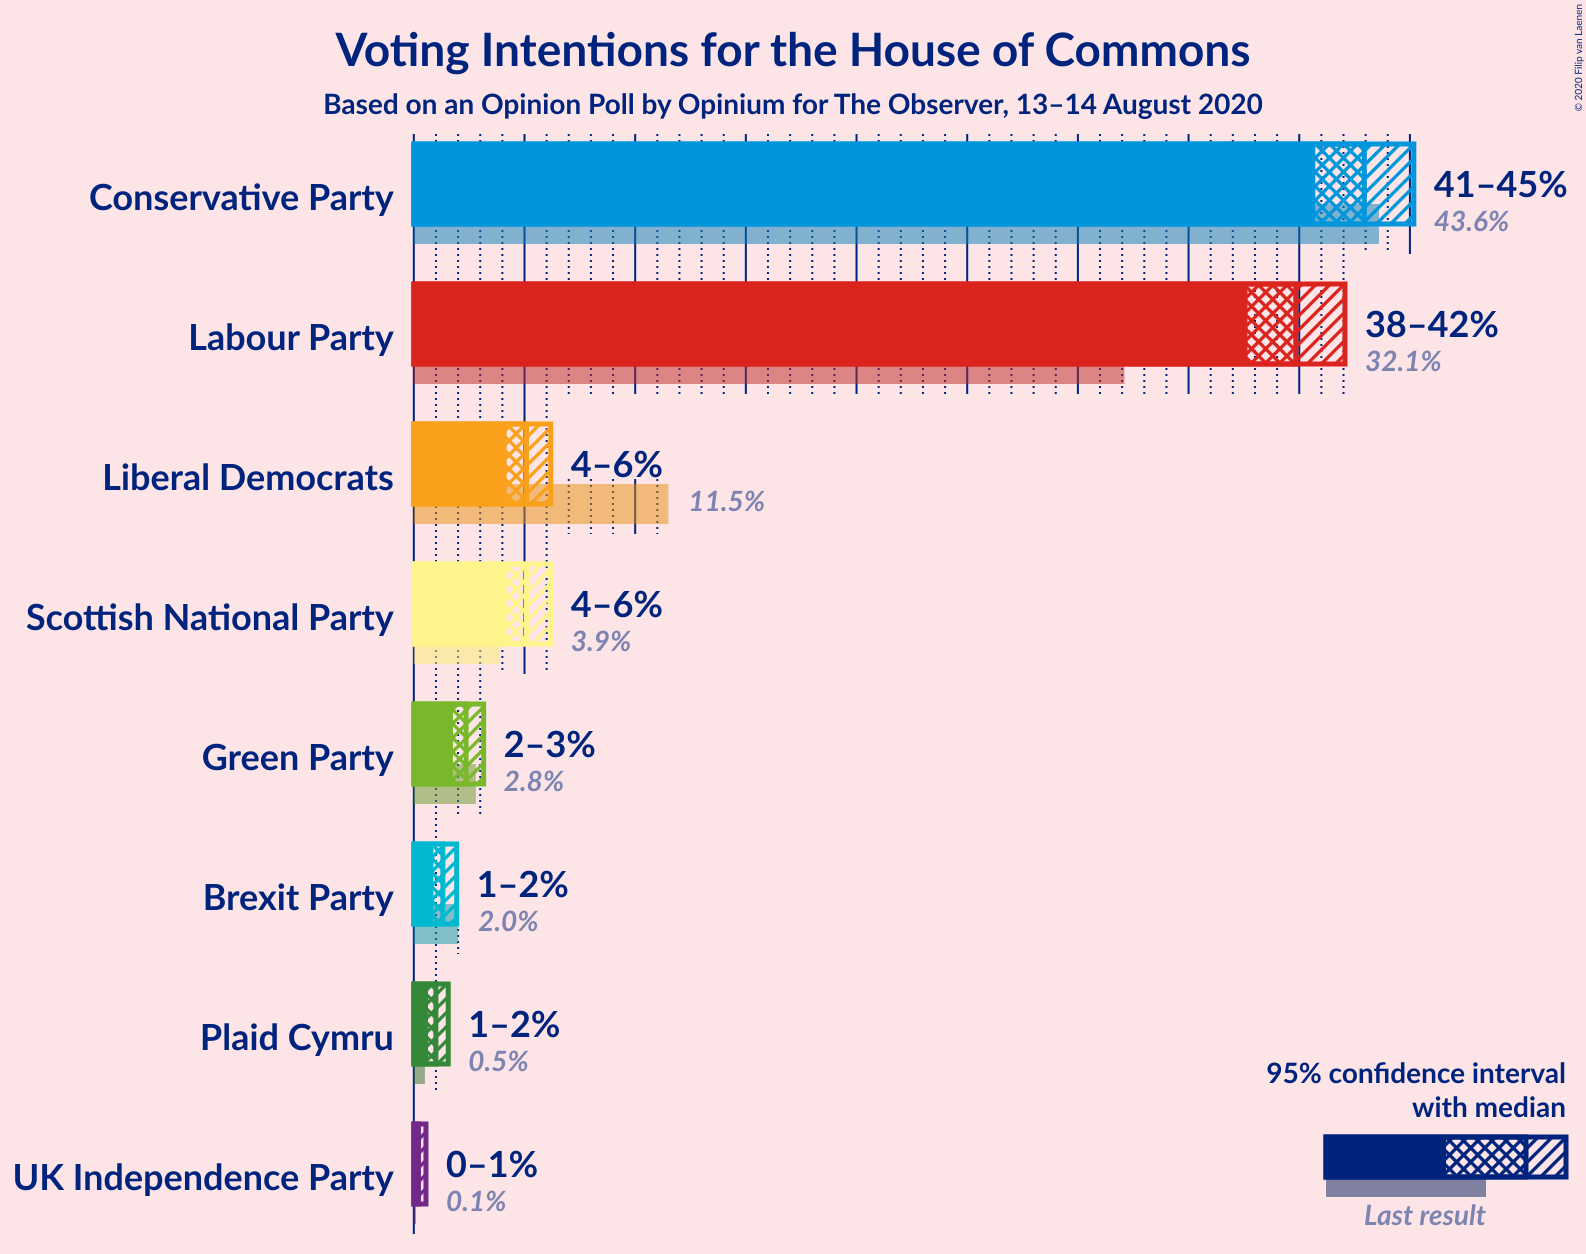 Voting Intentions for the House of Commons
Based on an Opinion Poll by Opinium for The Observer, 13–14 August 2020
© 2020 Filip van Laenen
Conservative Party
41–45%
43.6%
Labour Party
38–42%
32.1%
Liberal Democrats
4–6%
11.5%
Scottish National Party
4–6%
3.9%
Green Party
2–3%
2.8%
Brexit Party
1–2%
2.0%
Plaid Cymru
1–2%
0.5%
UK Independence Party
0–1%
0.1%
95% confidence interval
with median
Last result